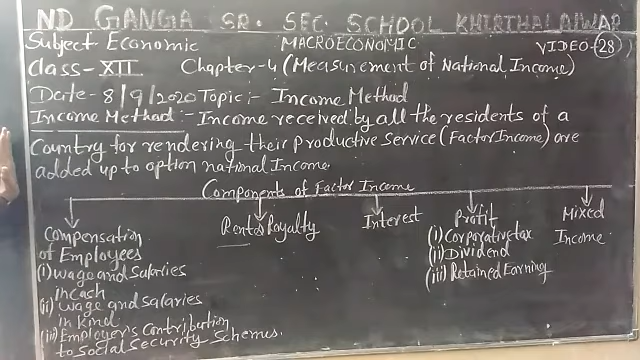 ND GANGA SR. SEC. SCHOOL KHIRTHAL ALWAR
Subject Economic MACROECONOMIC VIDEO-28
Class-XII Chapter-4 (Measurement of National Income)
Date-8/9/2020 Topic:- Income Method
Income Method:- Income received by all the residents of a
Country for rendering their productive Service (Factor Income) are
added up to option national Income.
Components of Factor Income
Compensation
of Employees
(i) wage and salaries
in cash
(ii) wage and salaries
in kind
(iii) Employer's contribution
to social security Schemes.
Rent & Royalty
Interest
Profit
(i) Corporative tax
(ii) Dividend
(iii) Retained Earning
Mixed
Income